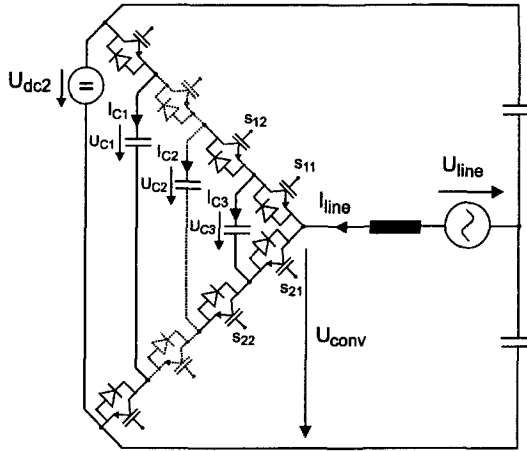 U_dc2
=
I_C1
U_C1
I_C2
U_C2
I_C3
U_C3
s_12
s_11
U_line
I_line
s_21
s_22
U_conv